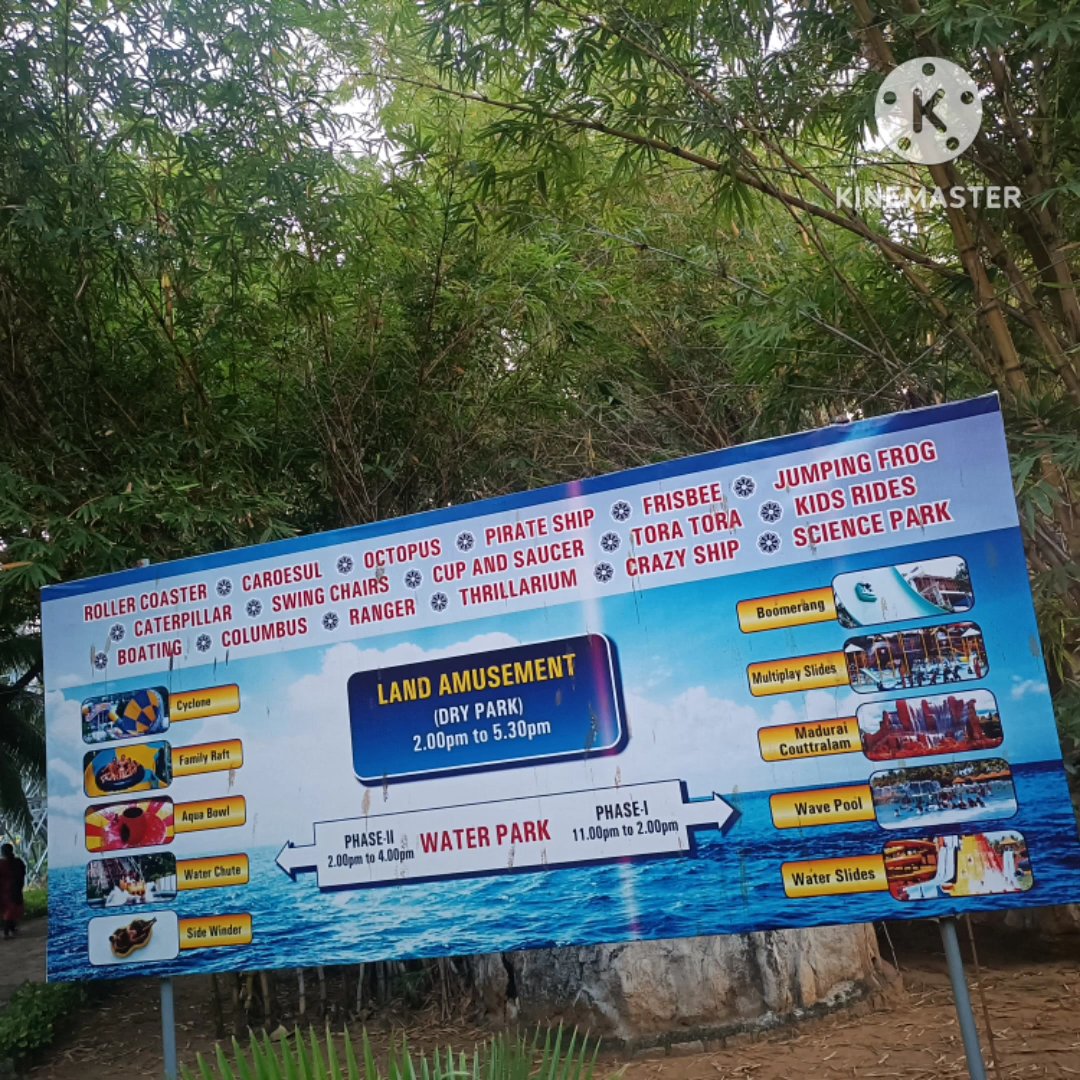 K
KINEMASTER
ROLLER COASTER CAROESUL OCTOPUS PIRATE SHIP FRISBEE JUMPING FROG
CATERPILLAR SWING CHAIRS CUP AND SAUCER TORA TORA KIDS RIDES
BOATING COLUMBUS RANGER THRILLARIUM CRAZY SHIP SCIENCE PARK
LAND AMUSEMENT
(DRY PARK)
2.00pm to 5.30pm
Cyclone
Family Raft
Aqua Bowl
Water Chute
Side Winder
PHASE-II
2.00pm to 4.00pm
WATER PARK
PHASE-I
11.00pm to 2.00pm
Boomerang
Multiplay Slides
Madurai
Couttralam
Wave Pool
Water Slides